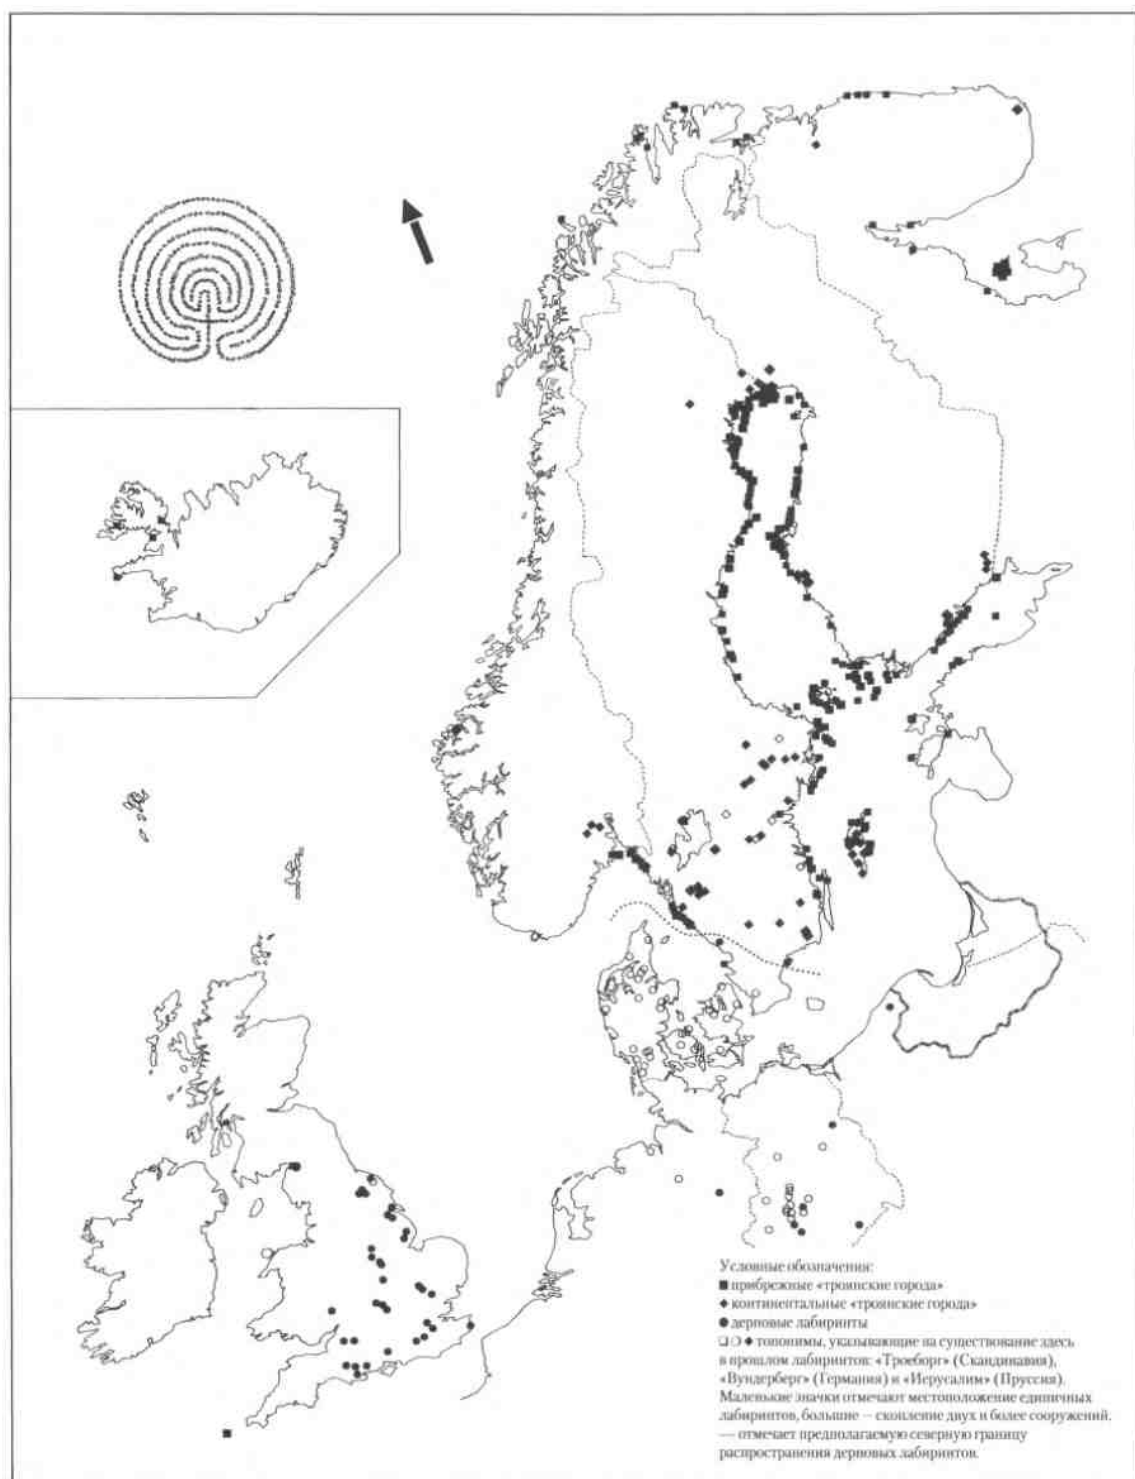 Условные обозначения:
■ прибрежные «троянские города»
◆ континентальные «троянские города»
● дерновые лабиринты
❏ ❍ ◆ топонимы, указывающие на существование здесь
в прошлом лабиринтов: «Троеборг» (Скандинавия),
«Вундерберг» (Германия) и «Иерусалим» (Пруссия).
Маленькие значки отмечают местоположение единичных
лабиринтов, большие – скопление двух и более сооружений.
— отмечает предполагаемую северную границу
распространения дерновых лабиринтов.